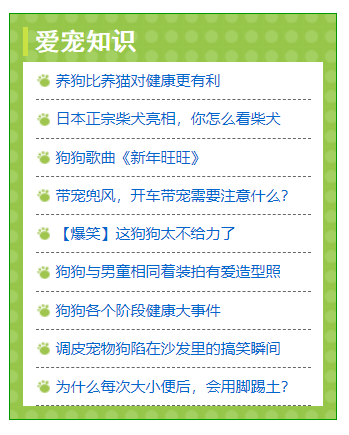 爱宠知识
养狗比养猫对健康更有利
日本正宗柴犬亮相，你怎么看柴犬
狗狗歌曲《新年旺旺》
带宠兜风，开车带宠需要注意什么？
【爆笑】这狗狗太不给力了
狗狗与男童相同着装拍有爱造型照
狗狗各个阶段健康大事件
调皮宠物狗陷在沙发里的搞笑瞬间
为什么每次大小便后，会用脚踢土？